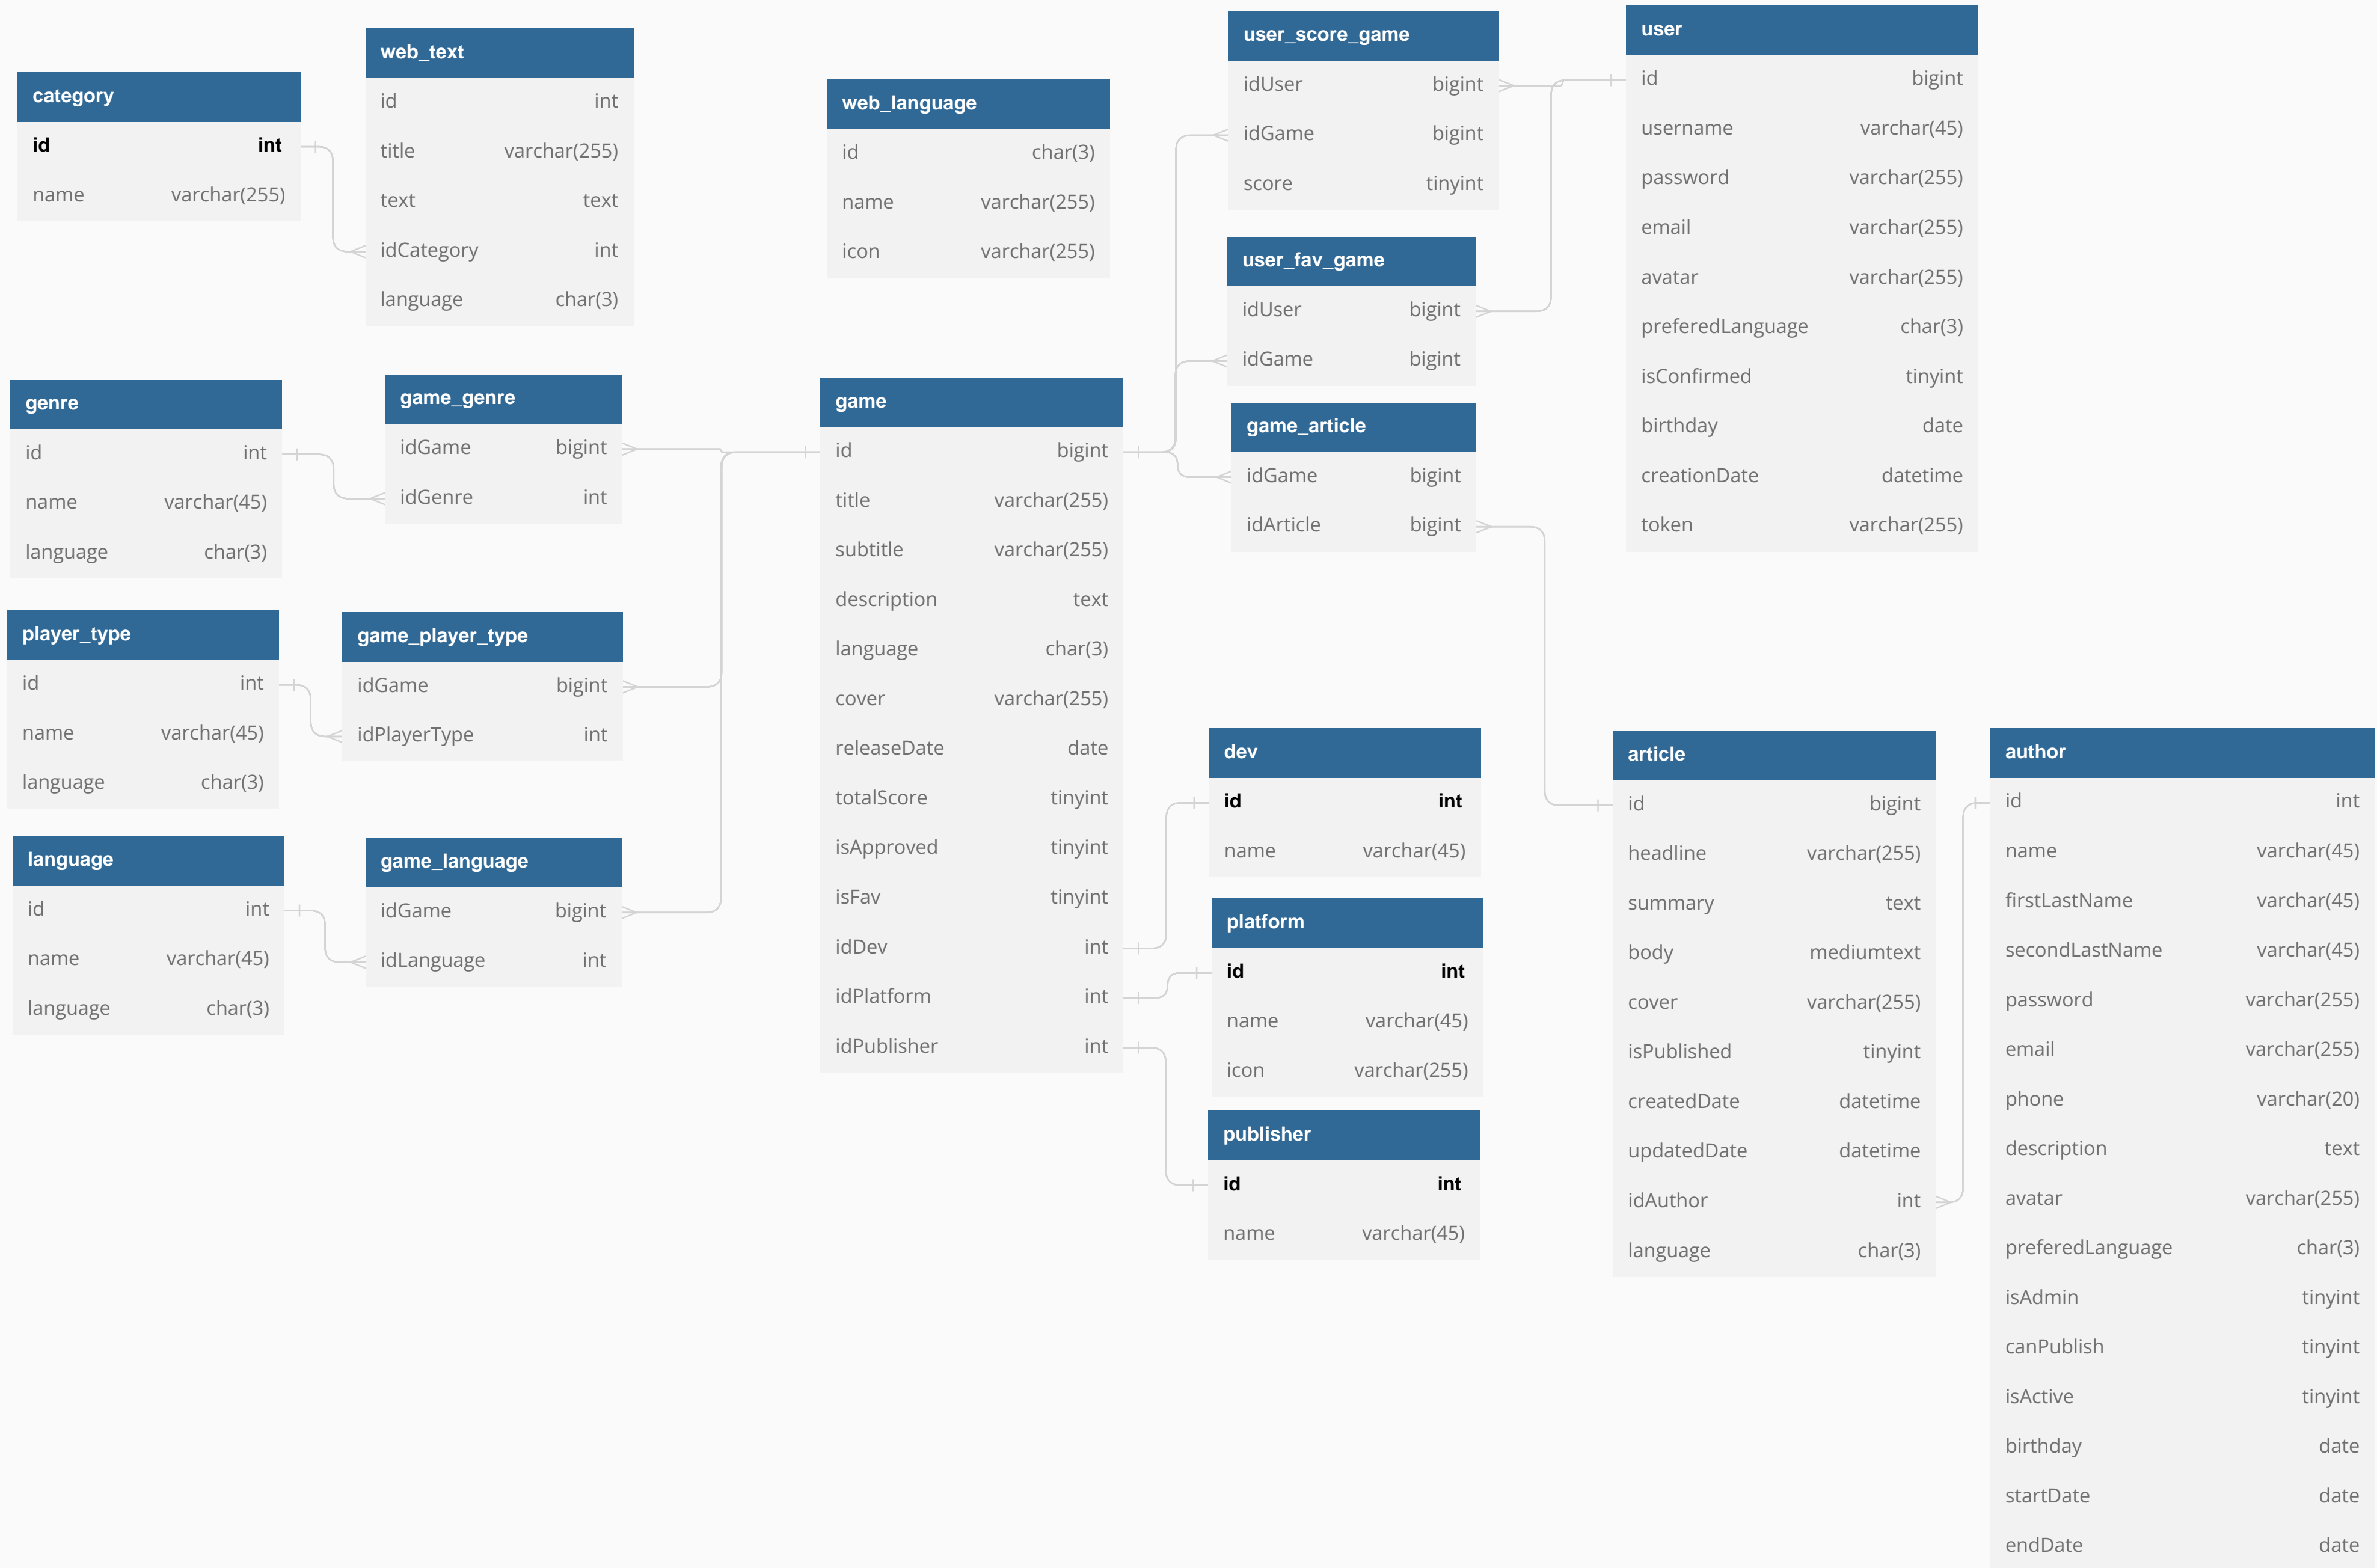 category
id int
name varchar(255)
web_text
id int
title varchar(255)
text text
idCategory int
language char(3)
web_language
id char(3)
name varchar(255)
icon varchar(255)
user_score_game
idUser bigint
idGame bigint
score tinyint
user
id bigint
username varchar(45)
password varchar(255)
email varchar(255)
avatar varchar(255)
preferedLanguage char(3)
isConfirmed tinyint
birthday date
creationDate datetime
token varchar(255)
user_fav_game
idUser bigint
idGame bigint
genre
id int
name varchar(45)
language char(3)
game_genre
idGame bigint
idGenre int
game
id bigint
title varchar(255)
subtitle varchar(255)
description text
language char(3)
cover varchar(255)
releaseDate date
totalScore tinyint
isApproved tinyint
isFav tinyint
idDev int
idPlatform int
idPublisher int
game_article
idGame bigint
idArticle bigint
player_type
id int
name varchar(45)
language char(3)
game_player_type
idGame bigint
idPlayerType int
language
id int
name varchar(45)
language char(3)
game_language
idGame bigint
idLanguage int
dev
id int
name varchar(45)
platform
id int
name varchar(45)
icon varchar(255)
publisher
id int
name varchar(45)
article
id bigint
headline varchar(255)
summary text
body mediumtext
cover varchar(255)
isPublished tinyint
createdDate datetime
updatedDate datetime
idAuthor int
language char(3)
author
id int
name varchar(45)
firstLastName varchar(45)
secondLastName varchar(45)
password varchar(255)
email varchar(255)
phone varchar(20)
description text
avatar varchar(255)
preferedLanguage char(3)
isAdmin tinyint
canPublish tinyint
isActive tinyint
birthday date
startDate date
endDate date